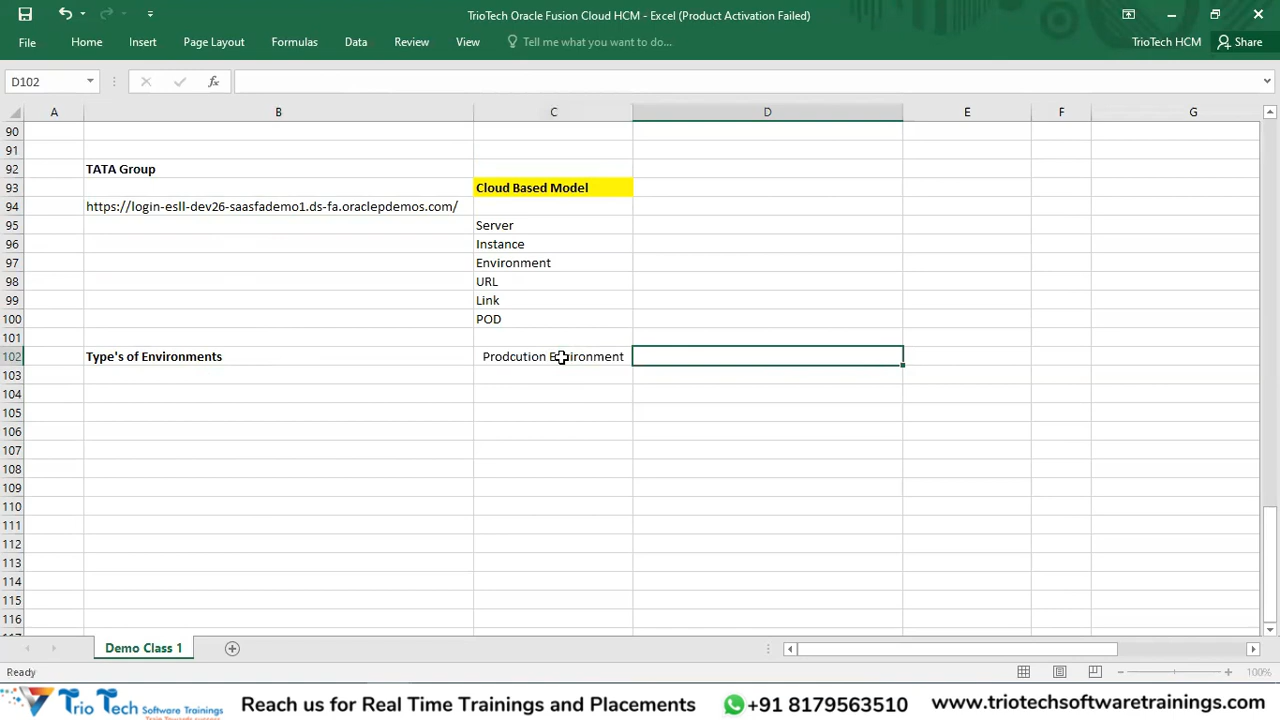 TrioTech Oracle Fusion Cloud HCM - Excel (Product Activation Failed)
File Home Insert Page Layout Formulas Data Review View Tell me what you want to do... TrioTech HCM Share
D102 fx
A B C D E F G
90
91
92 TATA Group
93 Cloud Based Model
94 https://login-esll-dev26-saasfademo1.ds-fa.oraclepdemos.com/
95 Server
96 Instance
97 Environment
98 URL
99 Link
100 POD
101
102 Type's of Environments Prodcution Environment
103
104
105
106
107
108
109
110
111
112
113
114
115
116
117
Demo Class 1
Ready 100%
Trio Tech Software Trainings
Reach us for Real Time Trainings and Placements +91 8179563510 www.triotechsoftwaretrainings.com